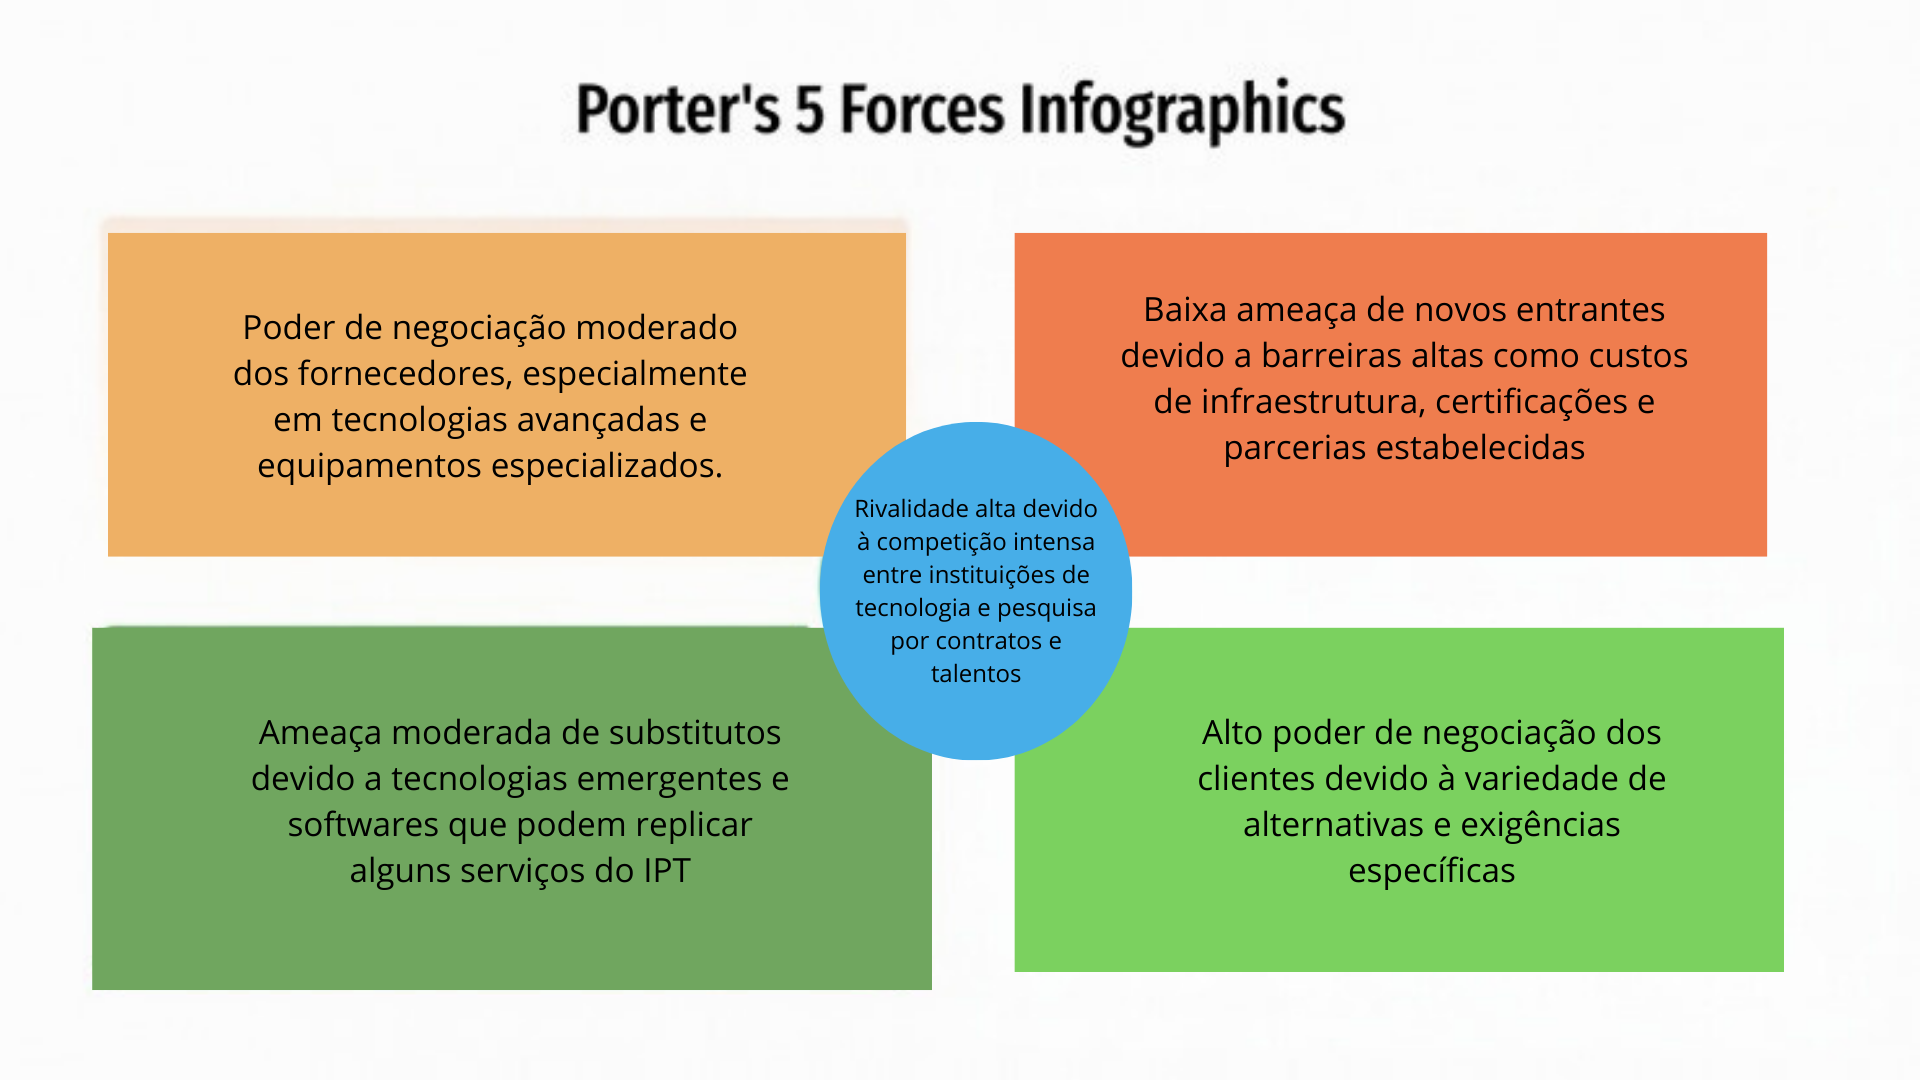 Porter's 5 Forces Infographics
Poder de negociação moderado
dos fornecedores, especialmente
em tecnologias avançadas e
equipamentos especializados.
Baixa ameaça de novos entrantes
devido a barreiras altas como custos
de infraestrutura, certificações e
parcerias estabelecidas
Rivalidade alta devido
à competição intensa
entre instituições de
tecnologia e pesquisa
por contratos e
talentos
Ameaça moderada de substitutos
devido a tecnologias emergentes e
softwares que podem replicar
alguns serviços do IPT
Alto poder de negociação dos
clientes devido à variedade de
alternativas e exigências
específicas